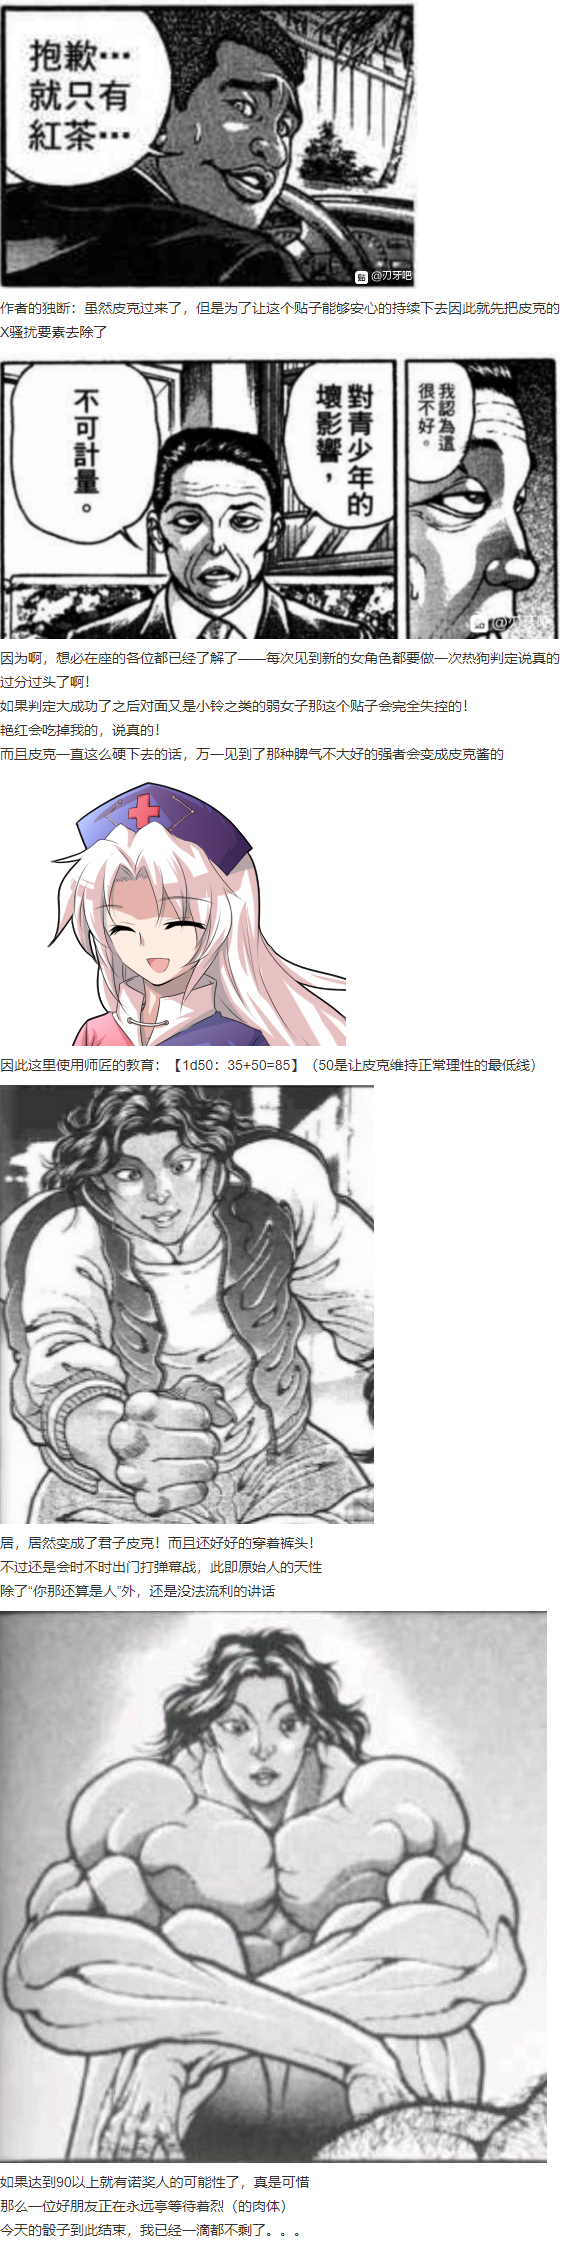 抱歉…
就只有
紅茶…
貼 @刃牙吧
作者的独断：虽然皮克过来了，但是为了让这个贴子能够安心的持续下去因此就先把皮克的
X骚扰要素去除了
我認為這
很不好。
對青少年的
壞影響，
不可計量。
@刃牙吧
因为啊，想必在座的各位都已经了解了——每次见到新的女角色都要做一次热狗判定说真的
过分过头了啊！
如果判定大成功了之后对面又是小铃之类的弱女子那这个贴子会完全失控的！
艳红会吃掉我的，说真的！
而且皮克一直这么硬下去的话，万一见到了那种脾气不大好的强者会变成皮克酱的
因此这里使用师匠的教育：【1d50：35+50=85】（50是让皮克维持正常理性的最低线）
居，居然变成了君子皮克！而且还好好的穿着裤头！
不过还是会时不时出门打弹幕战，此即原始人的天性
除了“你那还算是人”外，还是没法流利的讲话
如果达到90以上就有诺奖人的可能性了，真是可惜
那么一位好朋友正在永远亭等待着烈（的肉体）
今天的骰子到此结束，我已经一滴都不剩了。。。